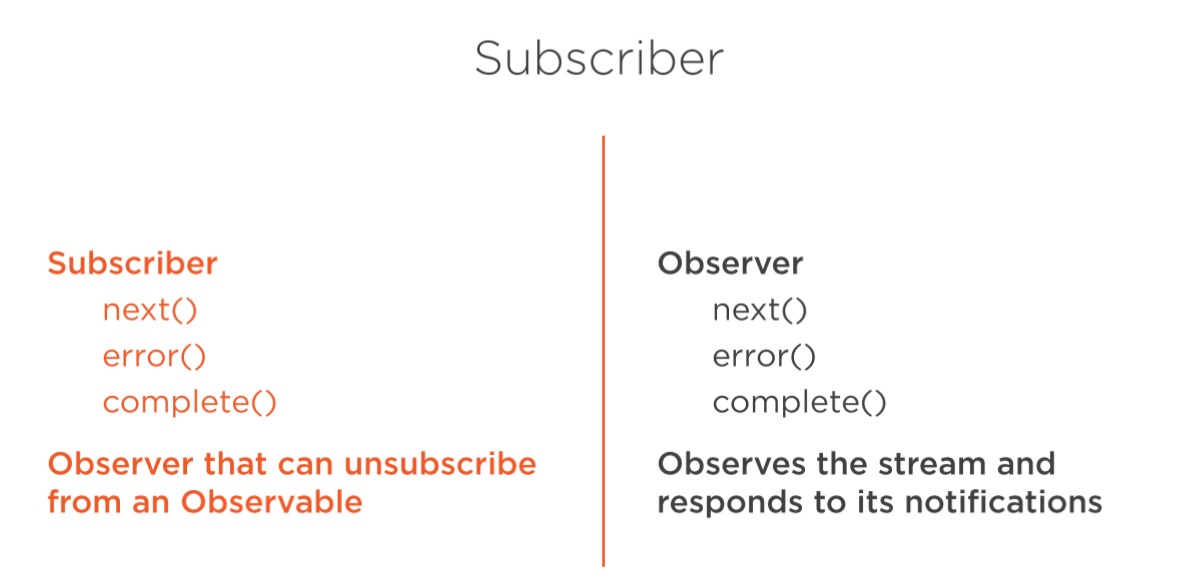 Subscriber
Subscriber
next()
error()
complete()
Observer that can unsubscribe
from an Observable
Observer
next()
error()
complete()
Observes the stream and
responds to its notifications